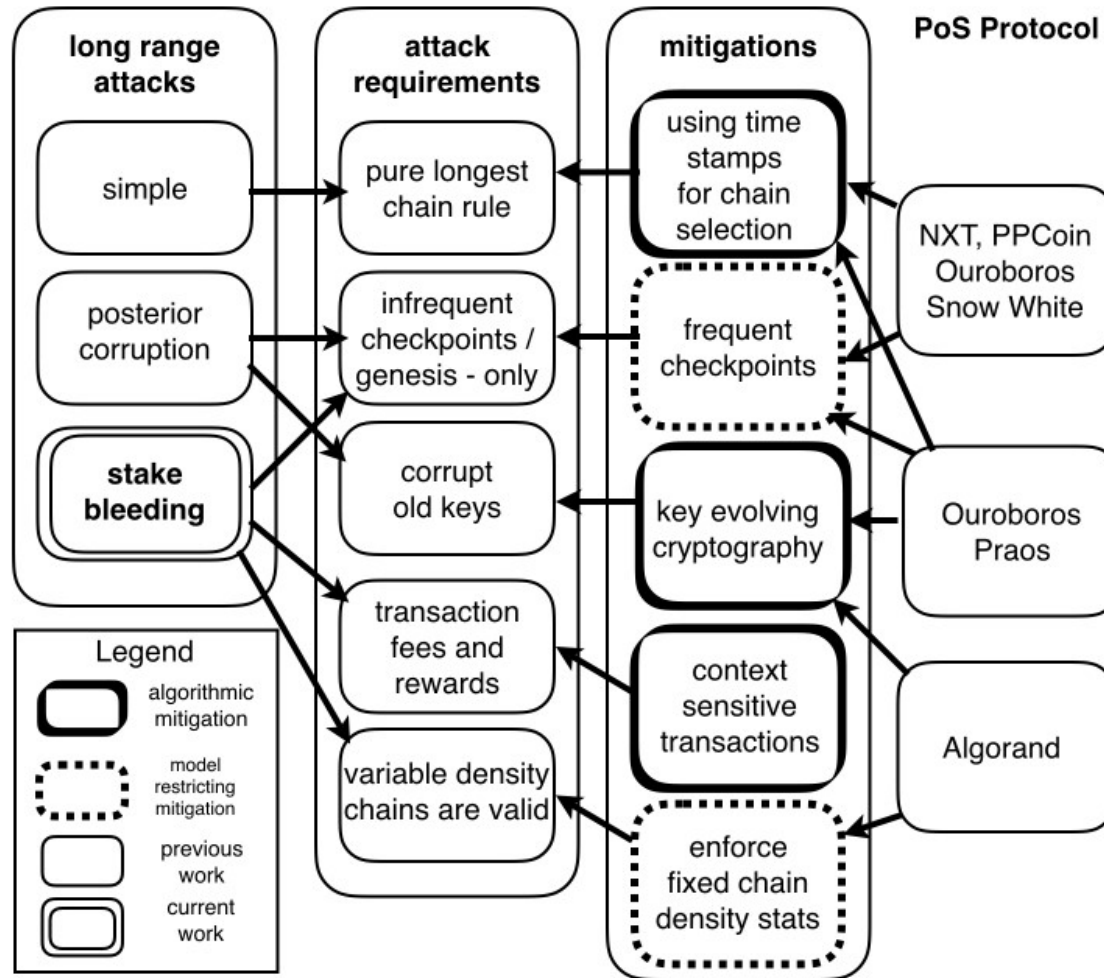 long range
attacks
simple
posterior
corruption
stake
bleeding
attack
requirements
pure longest
chain rule
infrequent
checkpoints /
genesis - only
corrupt
old keys
transaction
fees and
rewards
variable density
chains are valid
mitigations
using time
stamps
for chain
selection
frequent
checkpoints
key evolving
cryptography
context
sensitive
transactions
enforce
fixed chain
density stats
PoS Protocol
NXT, PPCoin
Ouroboros
Snow White
Ouroboros
Praos
Algorand
Legend
algorithmic
mitigation
model
restricting
mitigation
previous
work
current
work